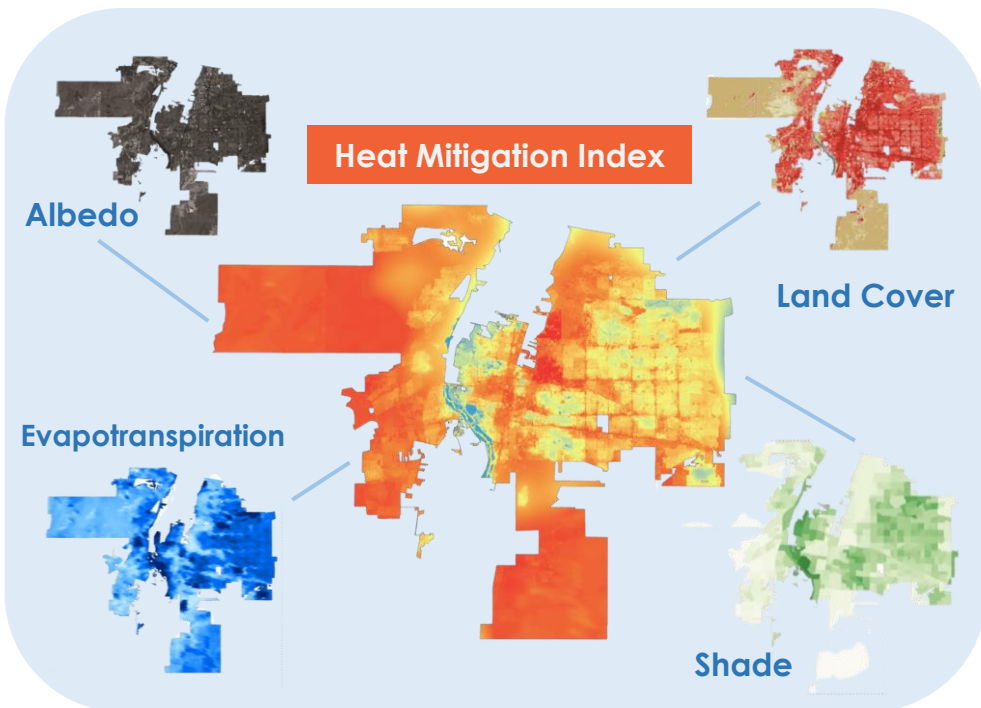 Heat Mitigation Index
Albedo
Land Cover
Evapotranspiration
Shade